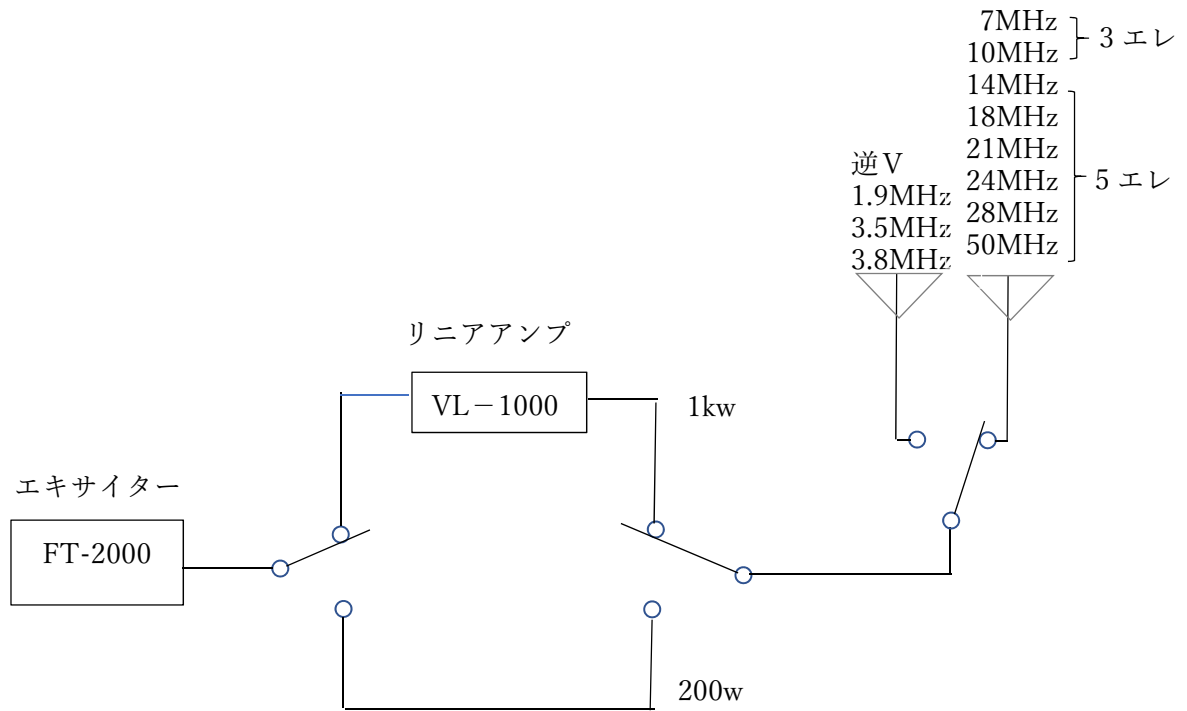 7MHz
10MHz
3 エレ
14MHz
18MHz
21MHz
24MHz
28MHz
50MHz
5 エレ
逆V
1.9MHz
3.5MHz
3.8MHz
リニアアンプ
VL－1000
1kw
エキサイター
FT-2000
200w